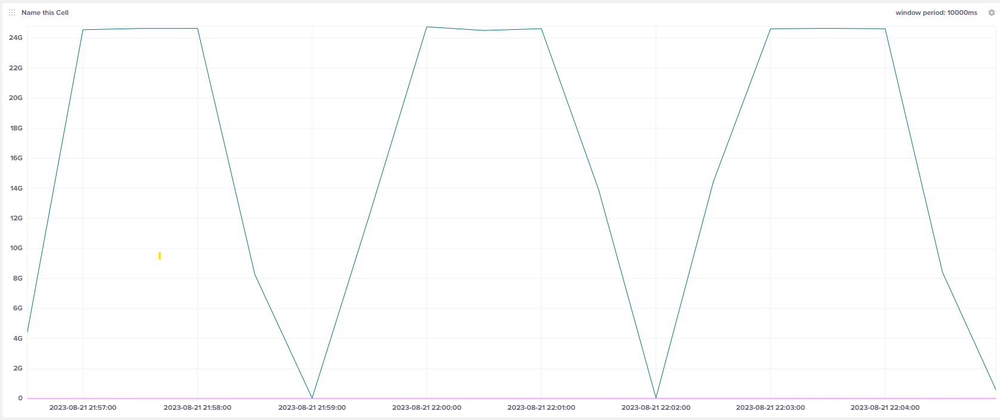 Name this Cell
window period: 10000ms
24G
22G
20G
18G
16G
14G
12G
10G
8G
6G
4G
2G
0
2023-08-21 21:57:00 2023-08-21 21:58:00 2023-08-21 21:59:00 2023-08-21 22:00:00 2023-08-21 22:01:00 2023-08-21 22:02:00 2023-08-21 22:03:00 2023-08-21 22:04:00